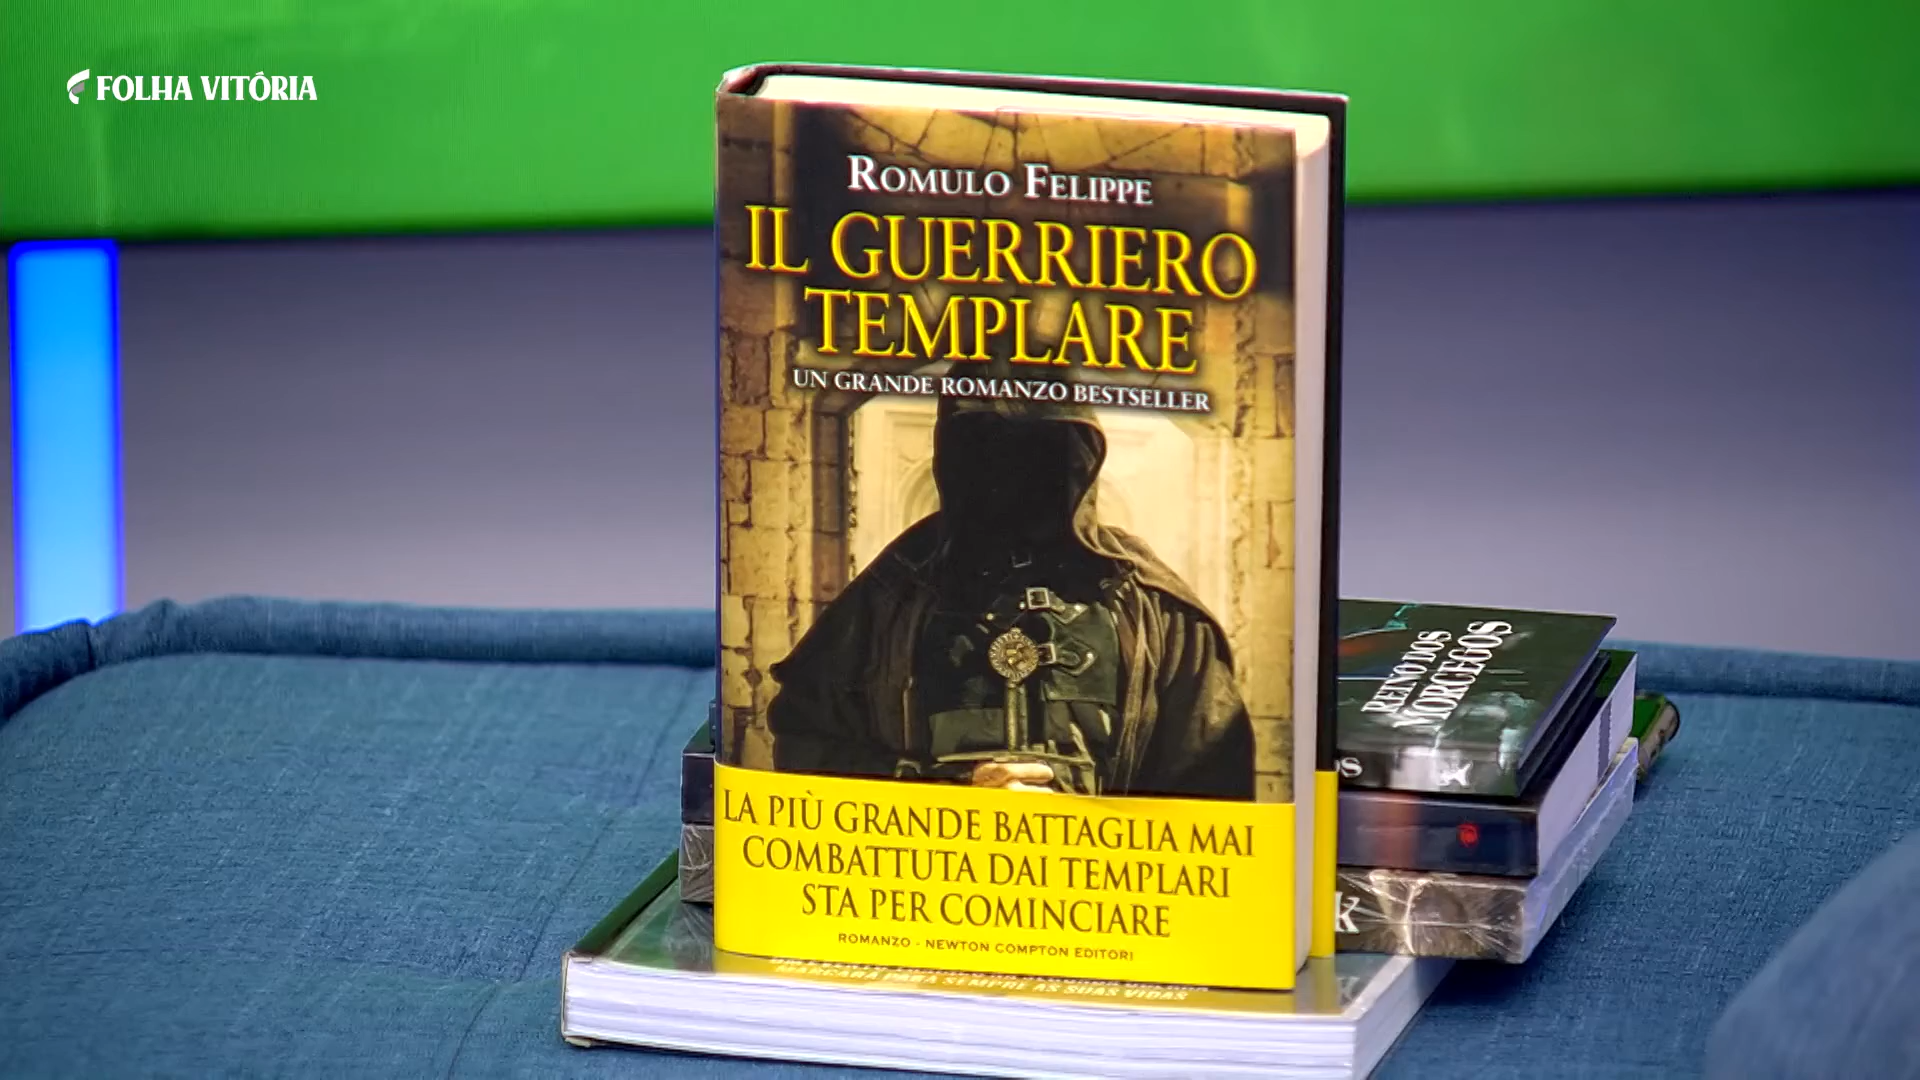 FOLHA VITÓRIA
ROMULO FELIPPE
IL GUERRIERO
TEMPLARE
UN GRANDE ROMANZO BESTSELLER
LA PIÙ GRANDE BATTAGLIA MAI
COMBATTUTA DAI TEMPLARI
STA PER COMINCIARE
ROMANZO - NEWTON COMPTON EDITORI
REINO DOS
MORCEGOS
OS
K
MARCARÁ PARA SEMPRE AS SUAS VIDAS